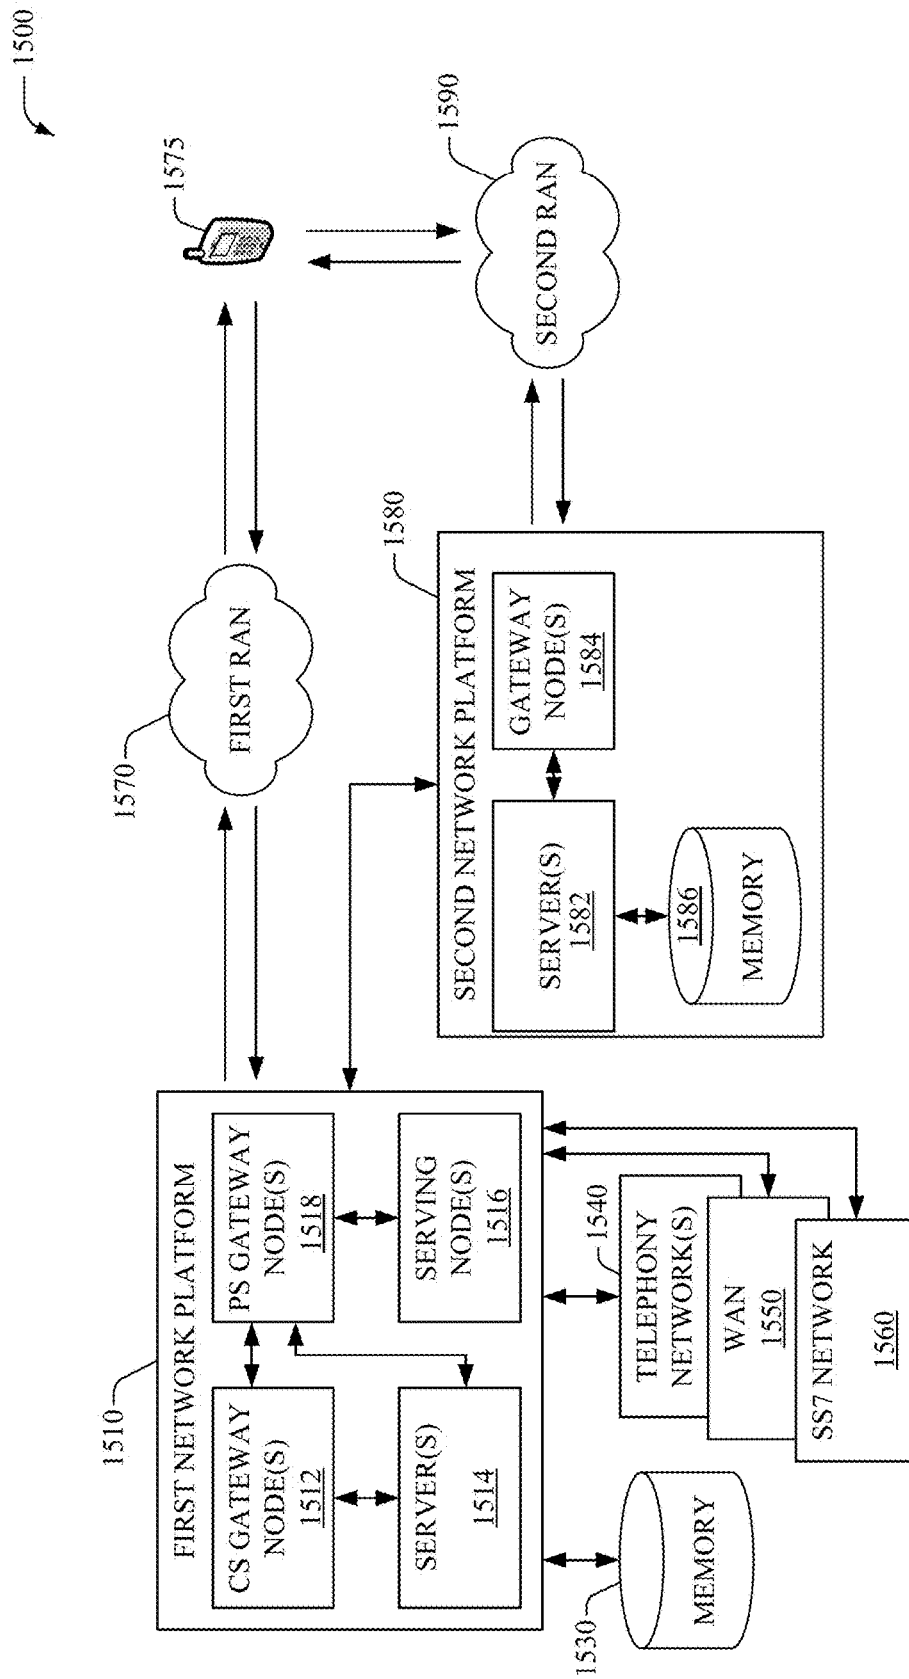 1500
1510
FIRST NETWORK PLATFORM
CS GATEWAY
NODE(S)
1512
PS GATEWAY
NODE(S)
1518
SERVER(S)
1514
SERVING
NODE(S)
1516
1530
MEMORY
1540
TELEPHONY
NETWORK(S)
WAN
1550
SS7 NETWORK
1560
1570
FIRST RAN
1575
1580
SECOND NETWORK PLATFORM
SERVER(S)
1582
GATEWAY
NODE(S)
1584
1586
MEMORY
1590
SECOND RAN